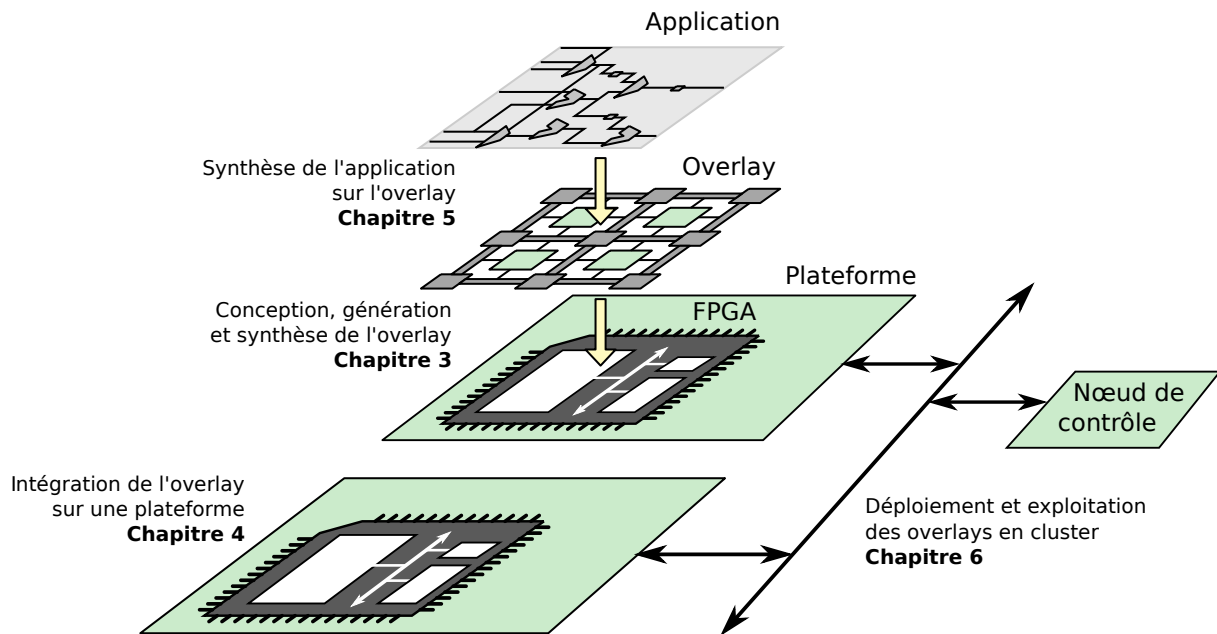 Application
Synthèse de l'application
sur l'overlay
Chapitre 5
Overlay
Conception, génération
et synthèse de l'overlay
Chapitre 3
Plateforme
FPGA
Nœud de
contrôle
Intégration de l'overlay
sur une plateforme
Chapitre 4
Déploiement et exploitation
des overlays en cluster
Chapitre 6